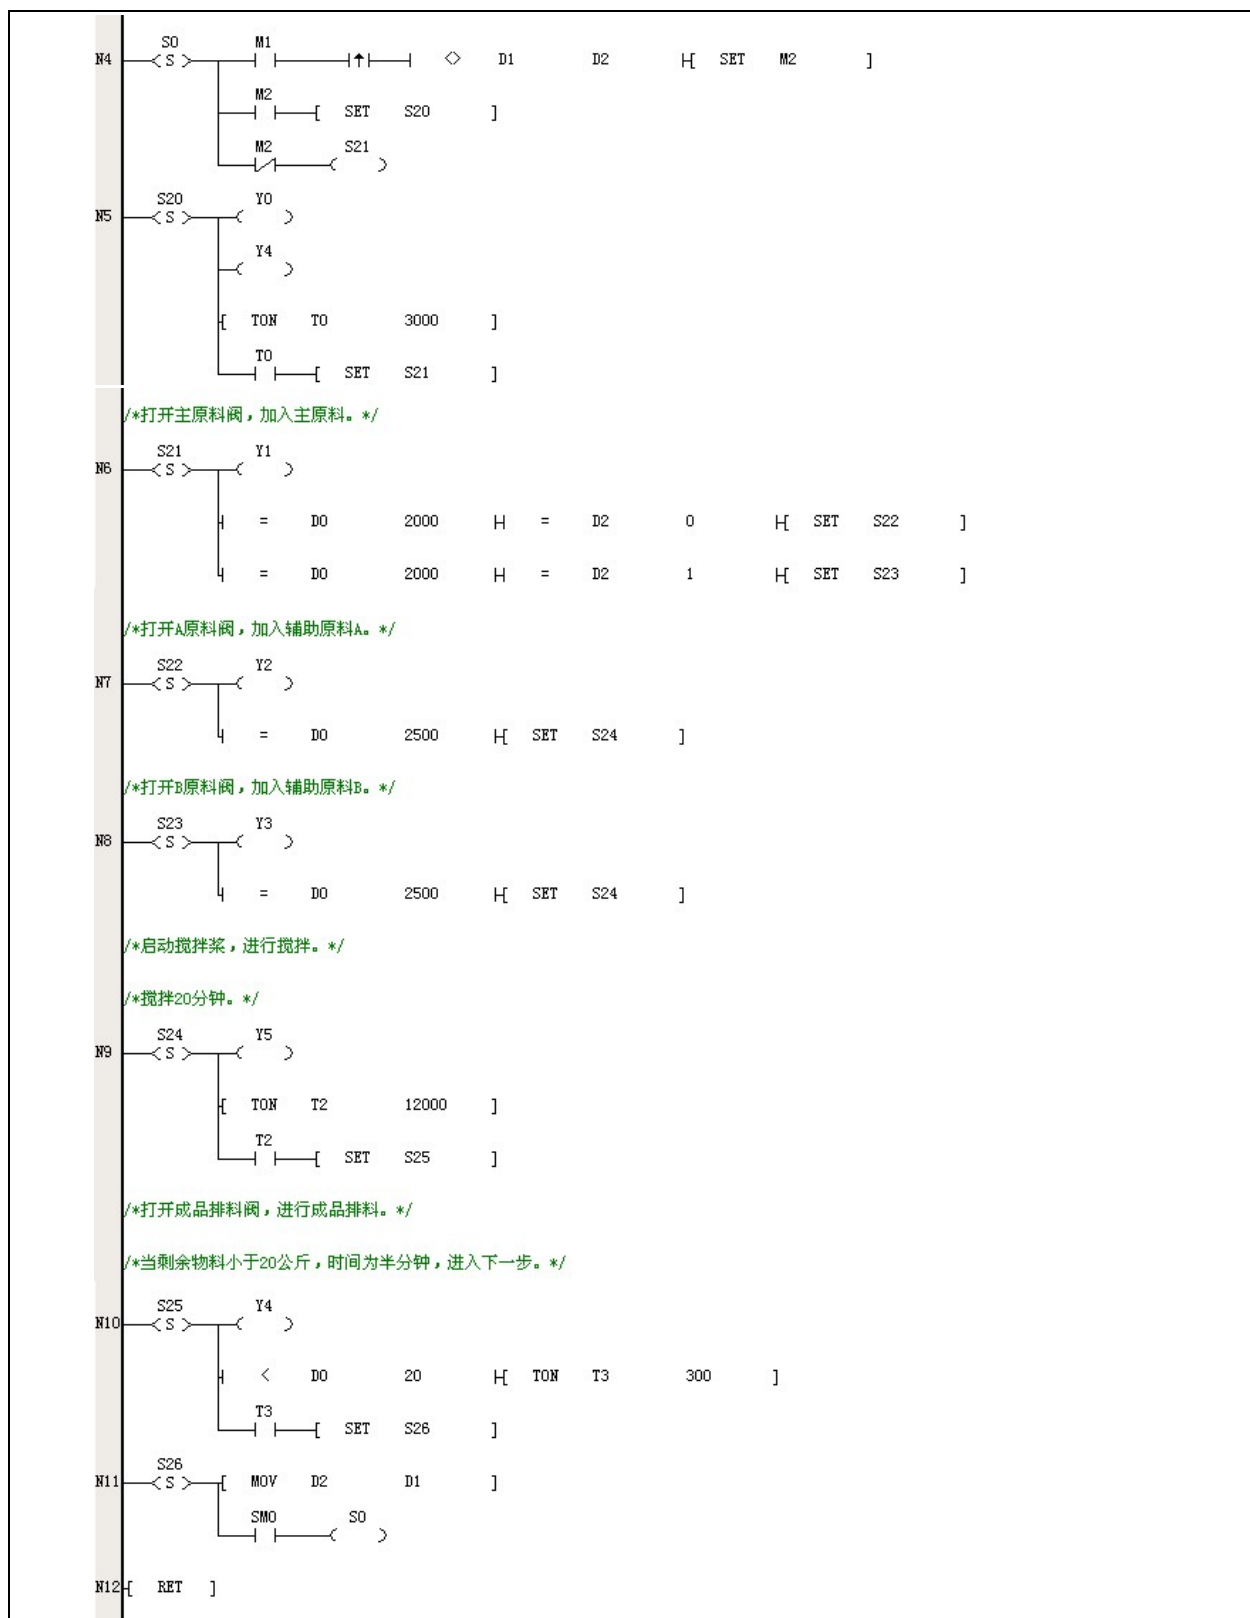 S0 M1
N4 S <> D1 D2 SET M2
M2
SET S20
M2 S21
S20 Y0
N5 S
Y4
TON T0 3000
T0
SET S21
/*打开主原料阀，加入主原料。*/
S21 Y1
N6 S
= D0 2000 = D2 0 SET S22
= D0 2000 = D2 1 SET S23
/*打开A原料阀，加入辅助原料A。*/
S22 Y2
N7 S
= D0 2500 SET S24
/*打开B原料阀，加入辅助原料B。*/
S23 Y3
N8 S
= D0 2500 SET S24
/*启动搅拌桨，进行搅拌。*/
/*搅拌20分钟。*/
S24 Y5
N9 S
TON T2 12000
T2
SET S25
/*打开成品排料阀，进行成品排料。*/
/*当剩余物料小于20公斤，时间为半分钟，进入下一步。*/
S25 Y4
N10 S
< D0 20 TON T3 300
T3
SET S26
S26
N11 S MOV D2 D1
SM0 S0
N12 RET